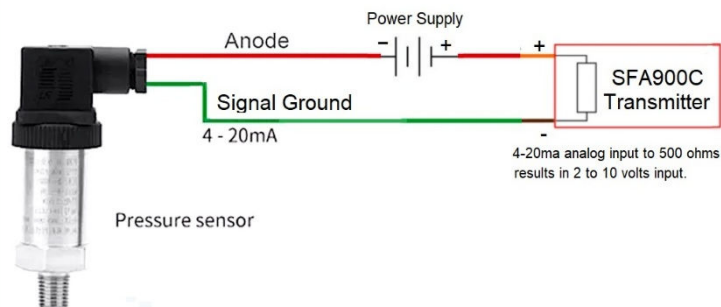 Power Supply
Anode
- +
+
SFA900C
Transmitter
Signal Ground
4 - 20mA
-
4-20ma analog input to 500 ohms
results in 2 to 10 volts input.
Pressure sensor